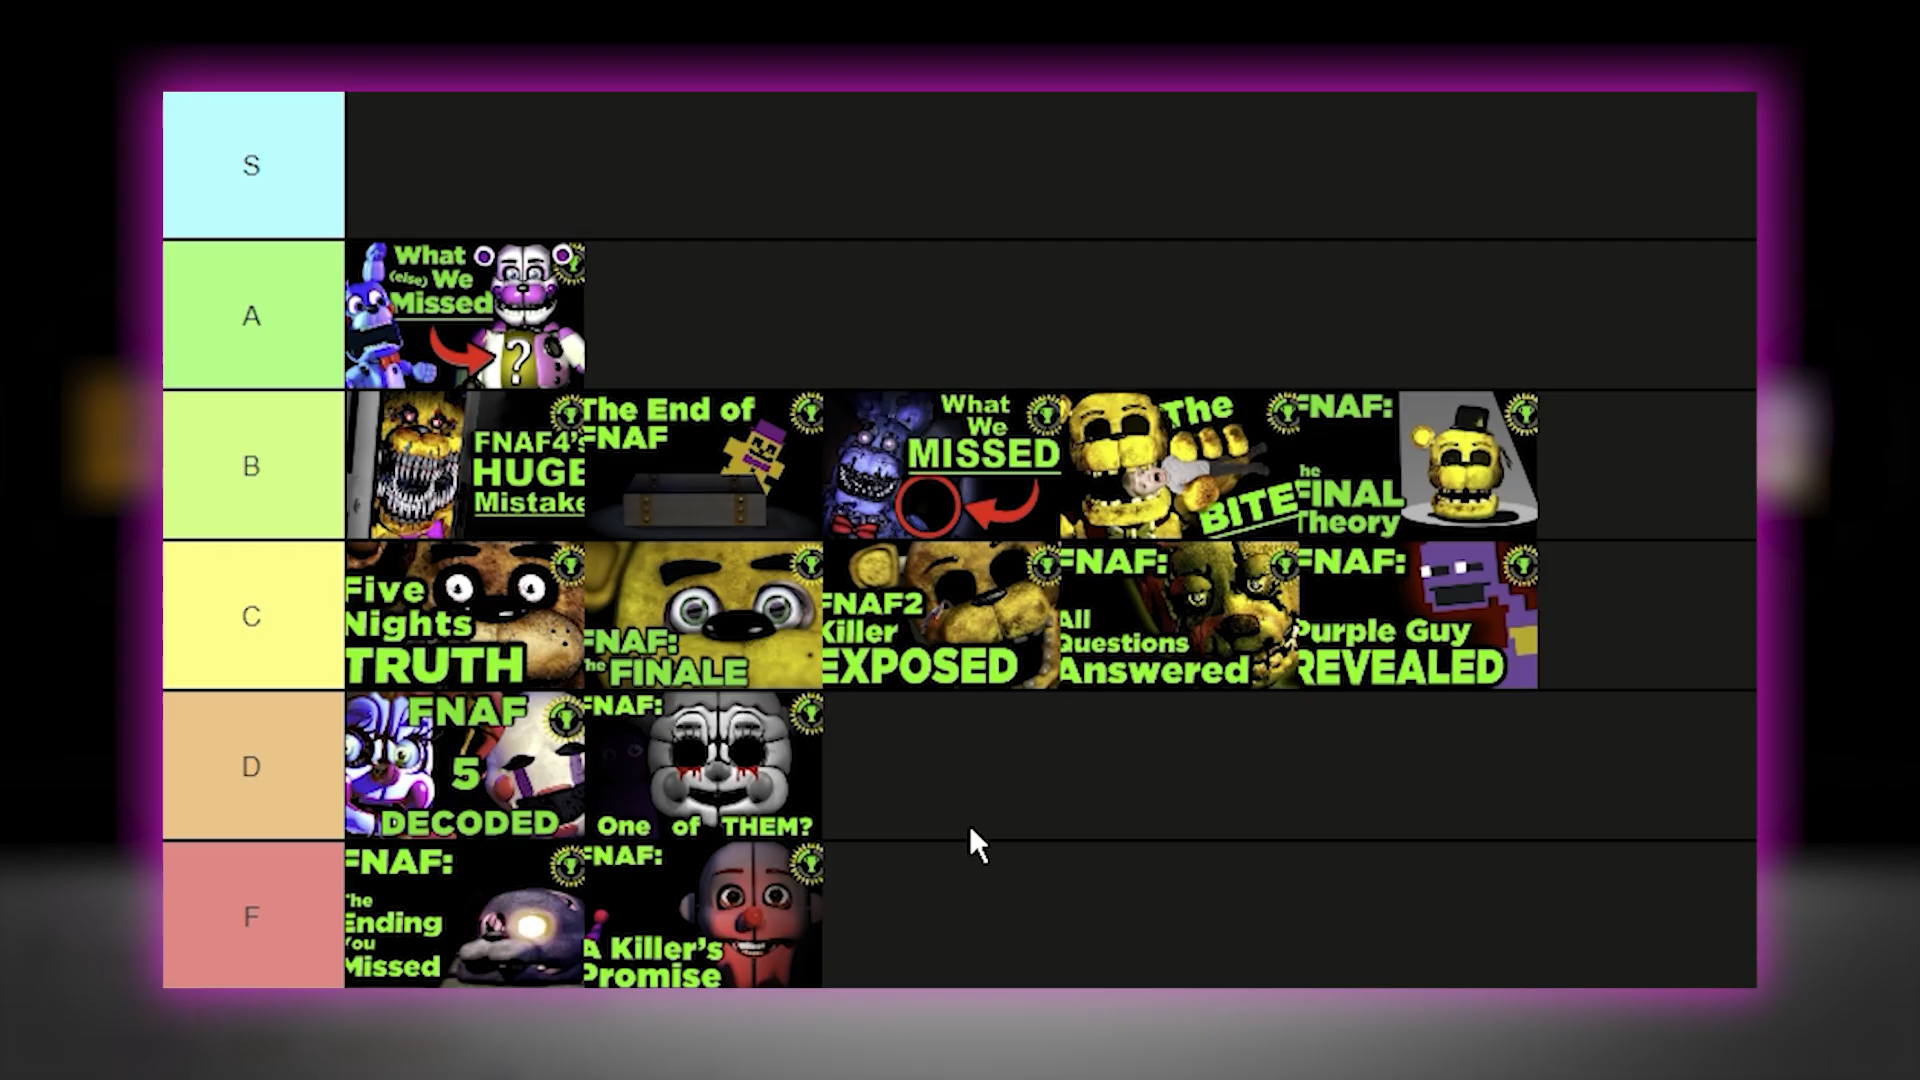 S
A
What
(else) We
Missed
?
B
FNAF4's
HUGE
Mistake
The End of
FNAF
What
We
MISSED
The
BITE
FNAF:
The
FINAL
Theory
C
Five
Nights
TRUTH
FNAF:
The FINALE
FNAF2
Killer
EXPOSED
FNAF:
All
Questions
Answered
FNAF:
Purple Guy
REVEALED
D
FNAF
5
DECODED
FNAF:
One of THEM?
F
FNAF:
The
Ending
You
Missed
FNAF:
A Killer's
Promise